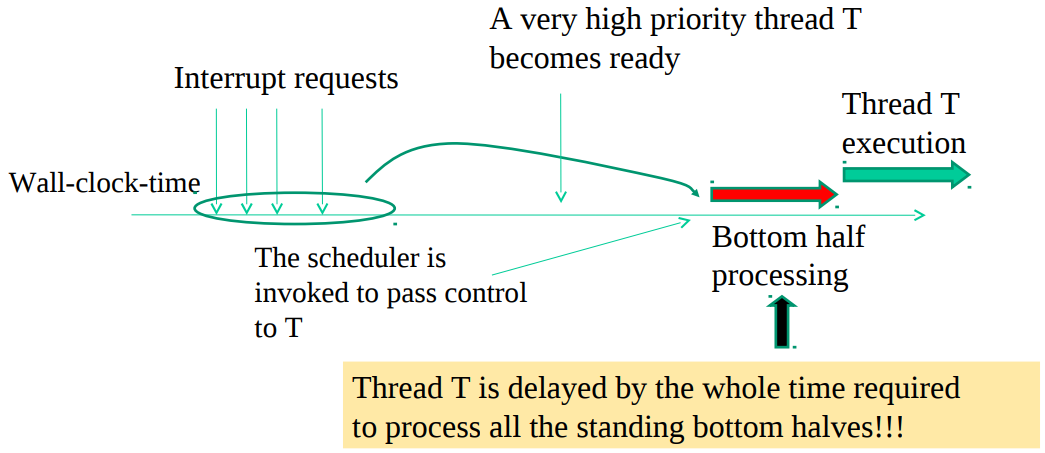 A very high priority thread T
becomes ready
Interrupt requests
Thread T
execution
Wall-clock-time
Bottom half
processing
The scheduler is
invoked to pass control
to T
Thread T is delayed by the whole time required
to process all the standing bottom halves!!!